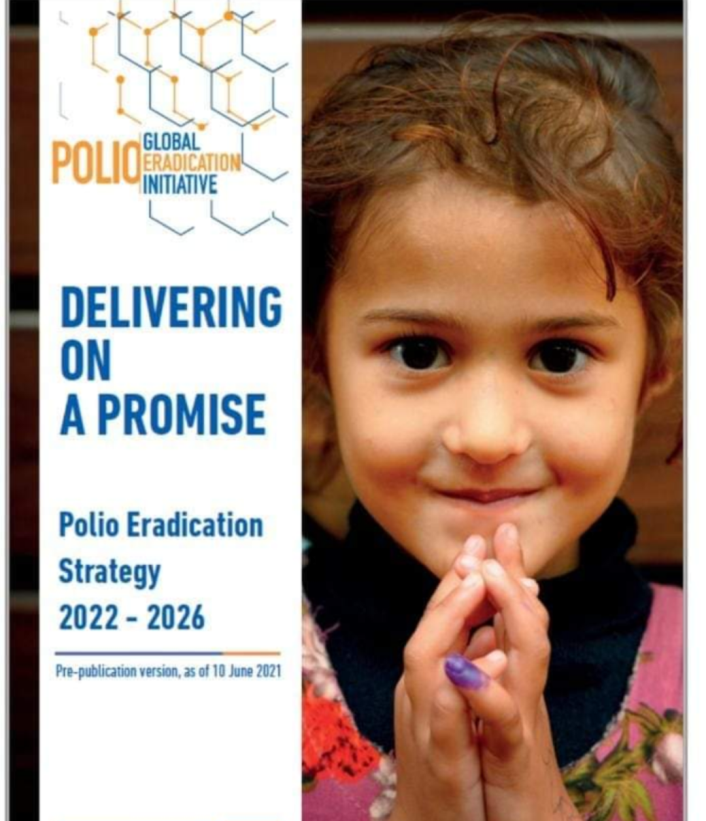 POLIO
GLOBAL
ERADICATION
INITIATIVE
DELIVERING
ON
A PROMISE
Polio Eradication
Strategy
2022 – 2026
Pre-publication version, as of 10 June 2021